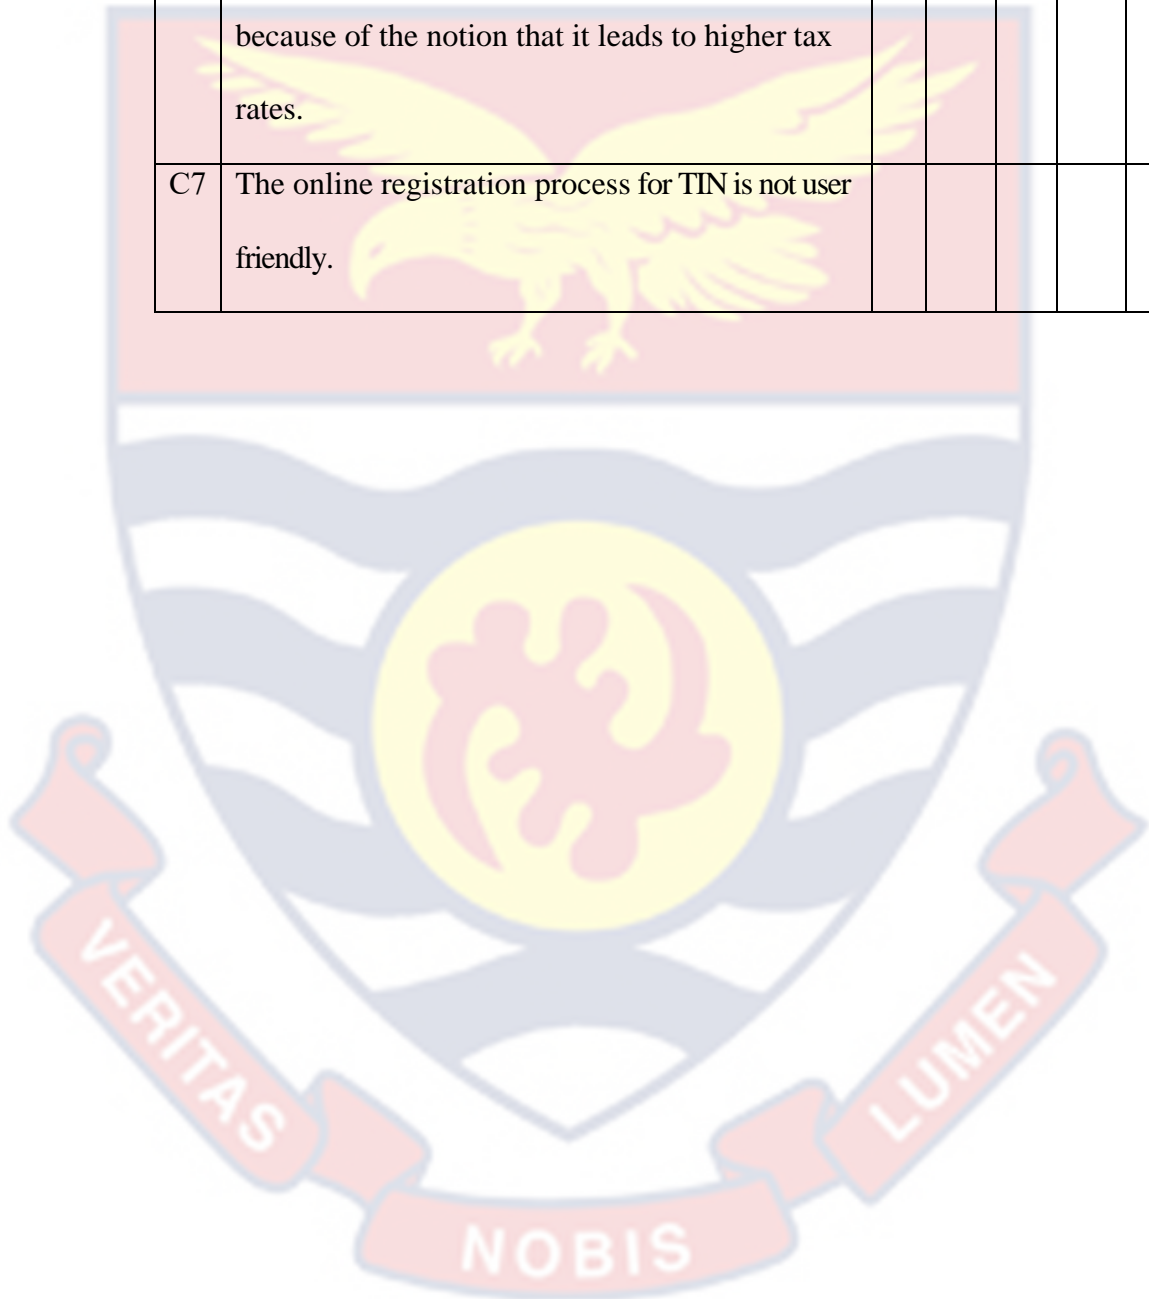 because of the notion that it leads to higher tax
rates.
C7 The online registration process for TIN is not user
friendly.
VERITAS
NOBIS
LUMEN